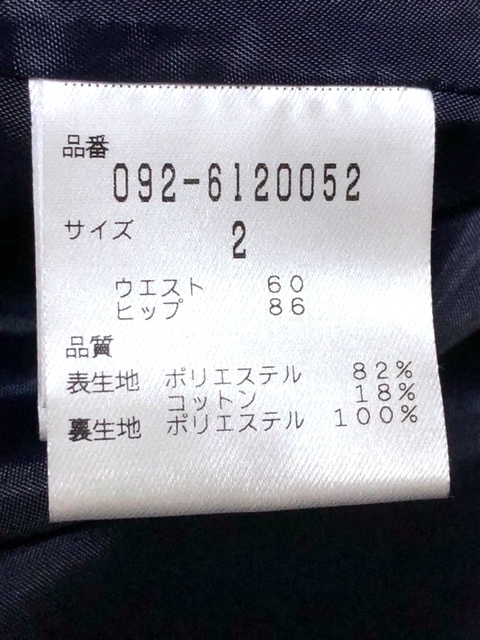 品番
092-6120052
サイズ 2
ウエスト 60
ヒップ 86
品質
表生地 ポリエステル 82%
コットン 18%
裏生地 ポリエステル 100%